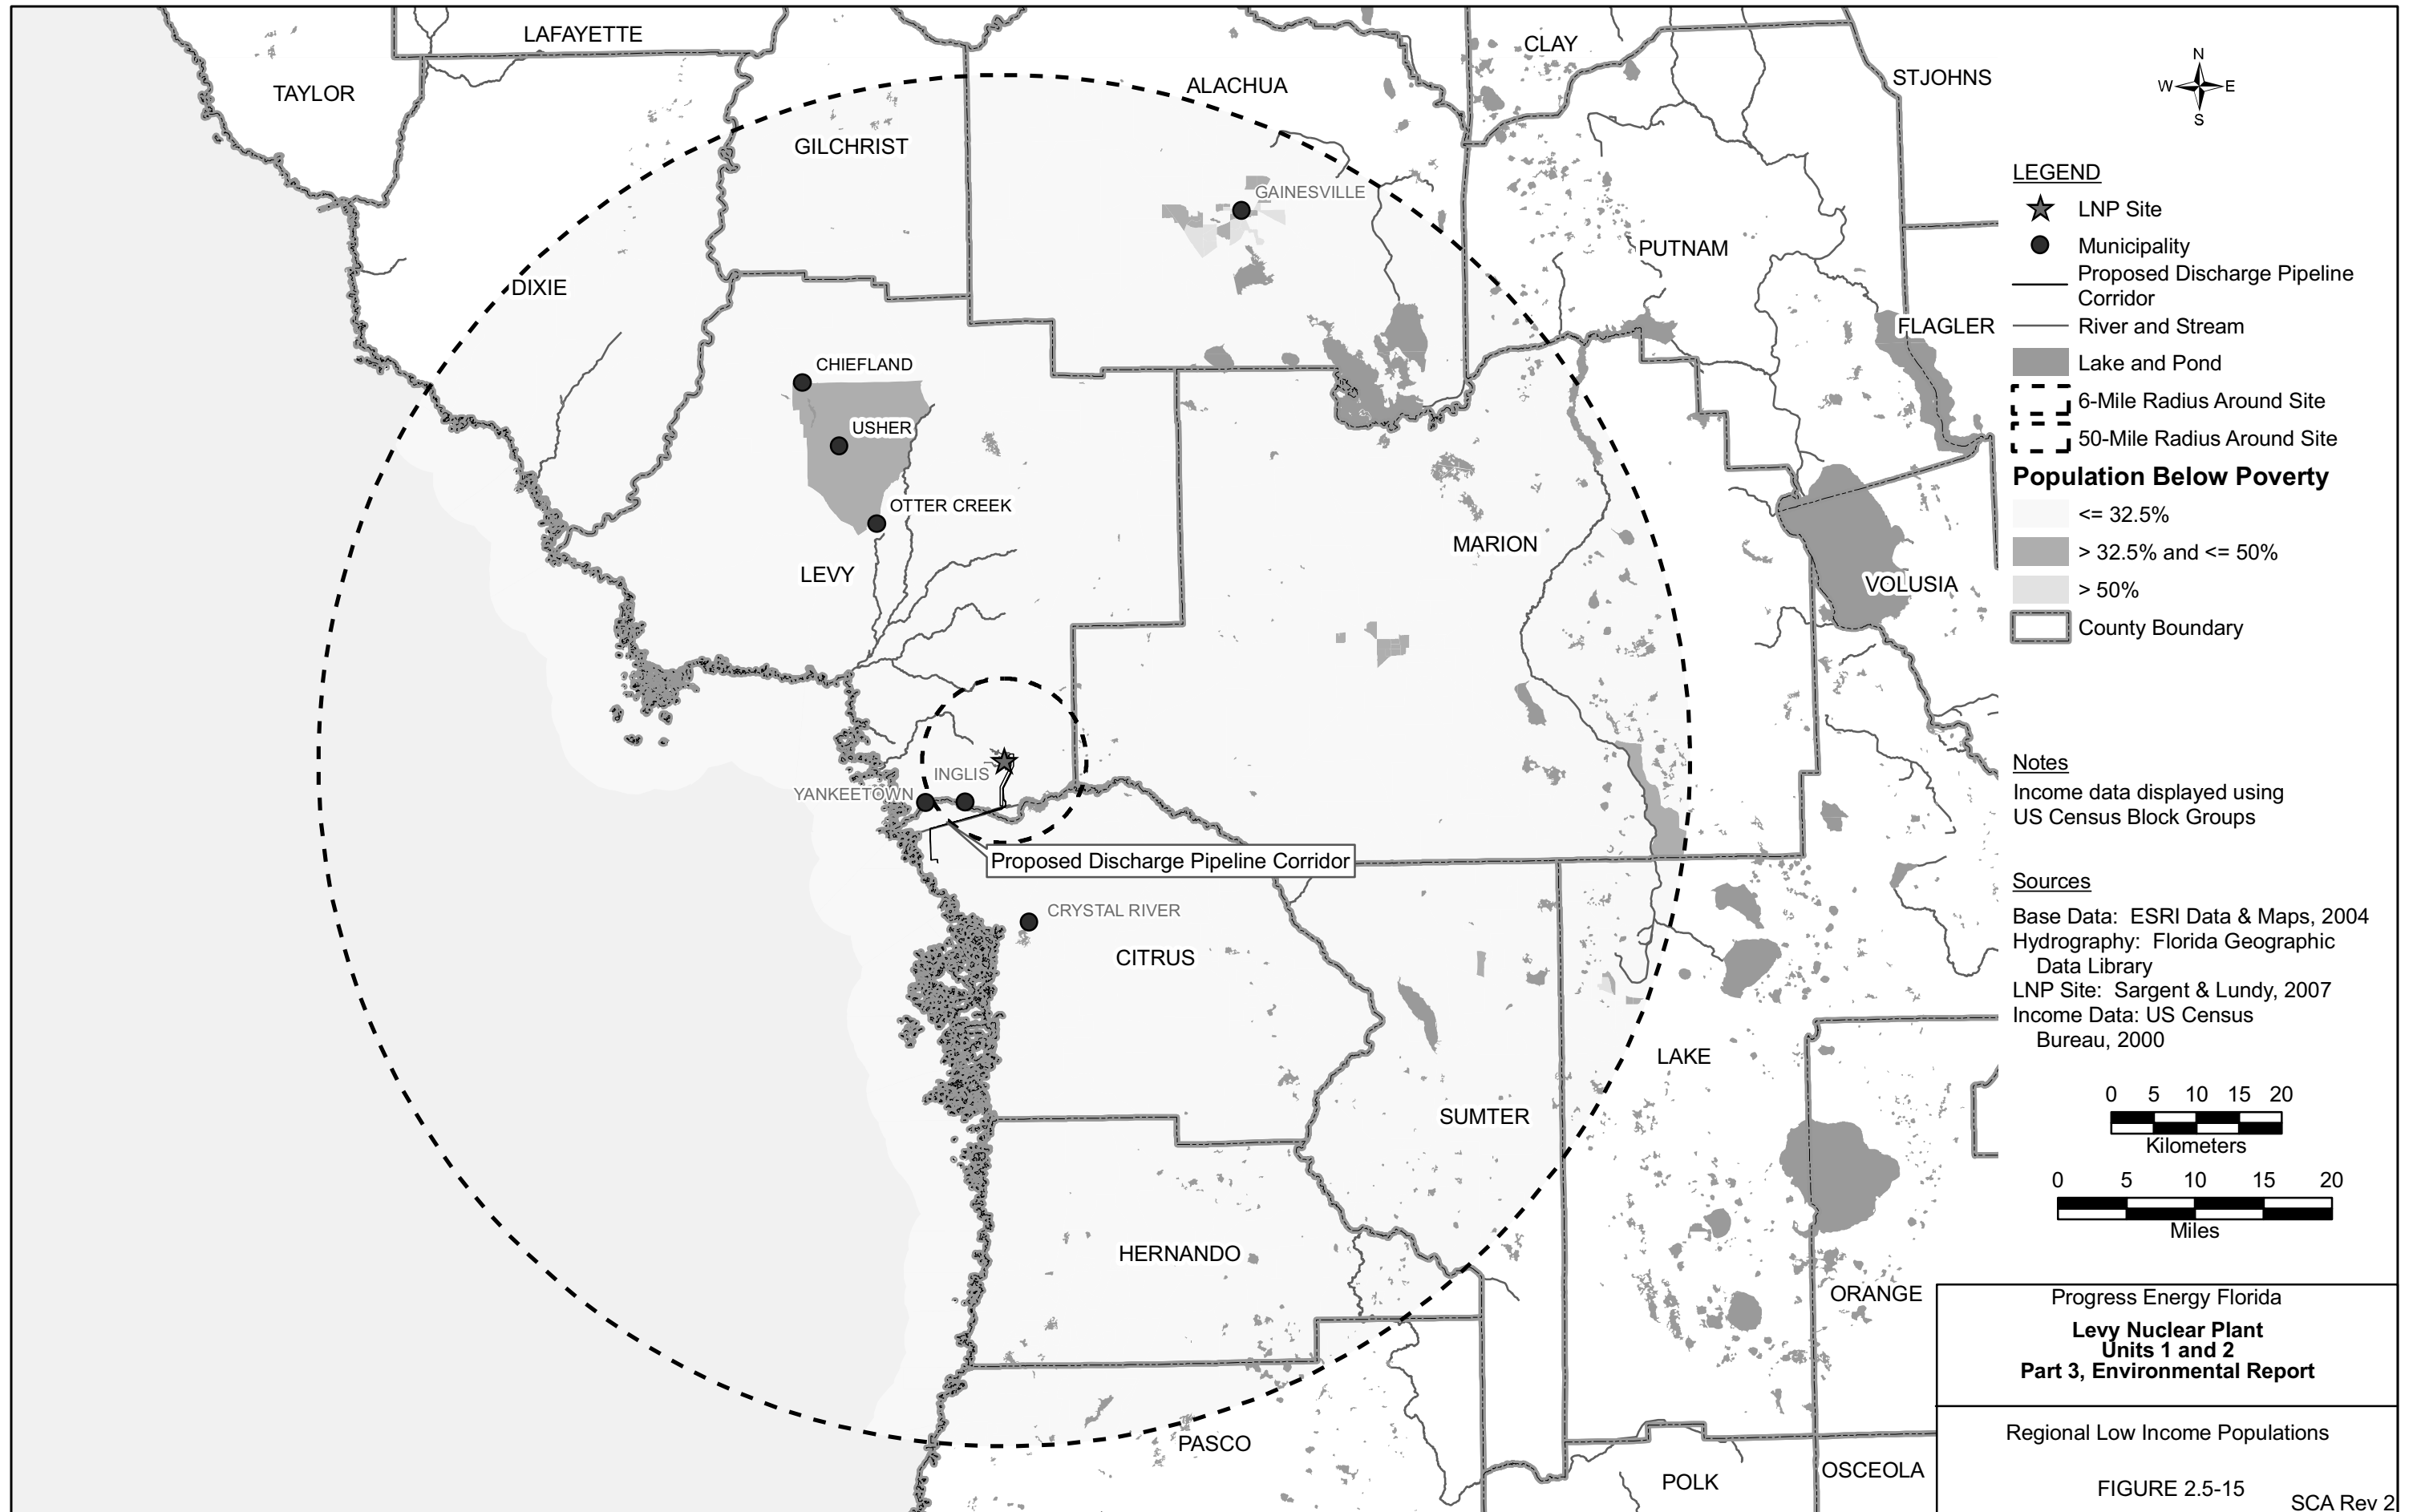 LAFAYETTE
TAYLOR
ALACHUA
CLAY
STJOHNS
GILCHRIST
GAINESVILLE
PUTNAM
DIXIE
FLAGLER
CHIEFLAND
USHER
OTTER CREEK
MARION
LEVY
VOLUSIA
INGLIS
YANKEETOWN
Proposed Discharge Pipeline Corridor
CRYSTAL RIVER
CITRUS
LAKE
SUMTER
HERNANDO
ORANGE
PASCO
POLK
OSCEOLA
N
W E
S
LEGEND
LNP Site
Municipality
Proposed Discharge Pipeline
Corridor
River and Stream
Lake and Pond
6-Mile Radius Around Site
50-Mile Radius Around Site
Population Below Poverty
<= 32.5%
> 32.5% and <= 50%
> 50%
County Boundary
Notes
Income data displayed using
US Census Block Groups
Sources
Base Data: ESRI Data & Maps, 2004
Hydrography: Florida Geographic
Data Library
LNP Site: Sargent & Lundy, 2007
Income Data: US Census
Bureau, 2000
0 5 10 15 20
Kilometers
0 5 10 15 20
Miles
Progress Energy Florida
Levy Nuclear Plant
Units 1 and 2
Part 3, Environmental Report
Regional Low Income Populations
FIGURE 2.5-15
SCA Rev 2